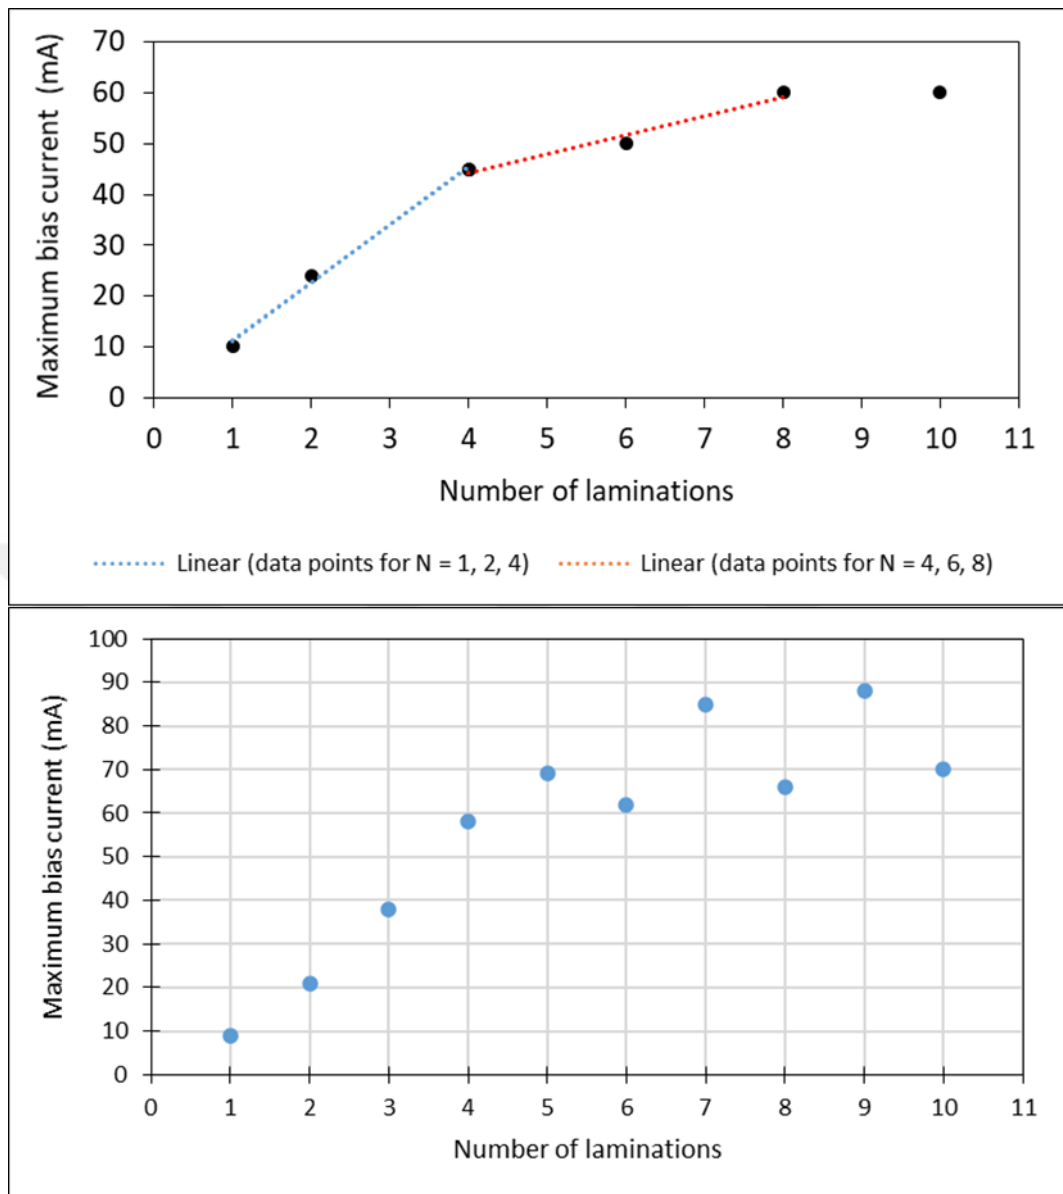 Maximum bias current (mA)
70
60
50
40
30
20
10
0
0 1 2 3 4 5 6 7 8 9 10 11
Number of laminations
Linear (data points for N = 1, 2, 4) Linear (data points for N = 4, 6, 8)
Maximum bias current (mA)
100
90
80
70
60
50
40
30
20
10
0
0 1 2 3 4 5 6 7 8 9 10 11
Number of laminations